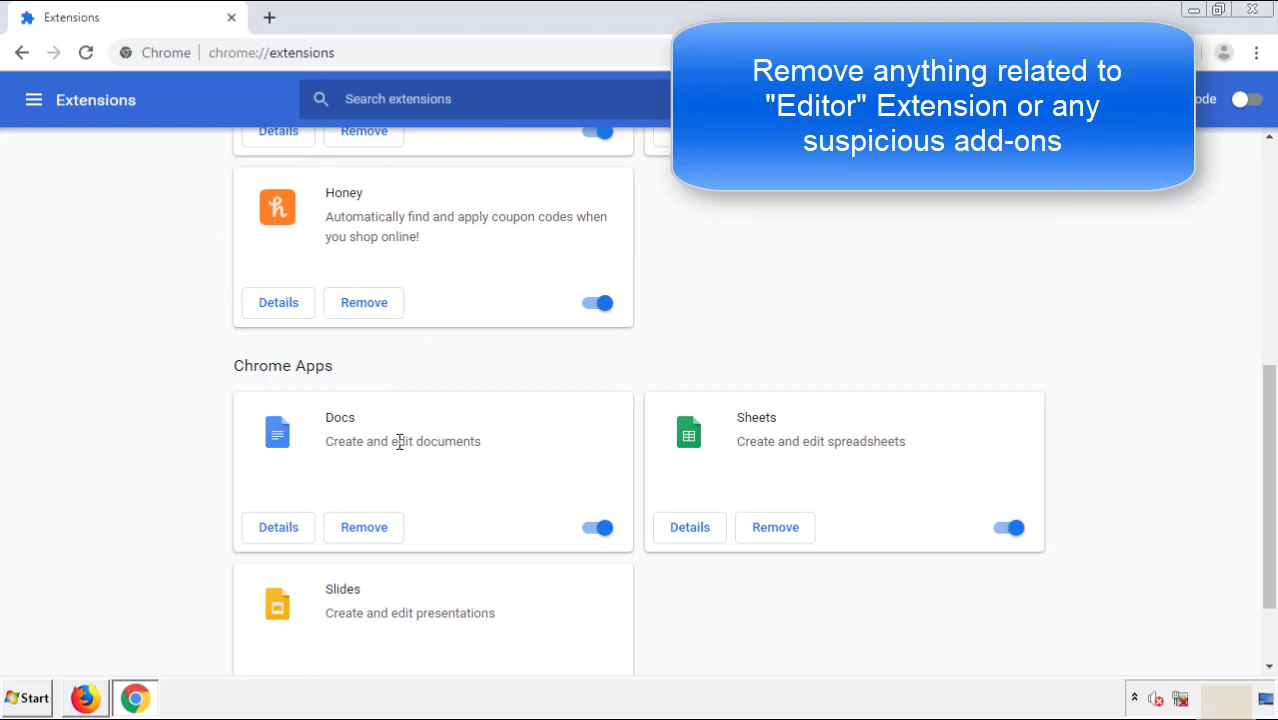 Extensions
Chrome
chrome://extensions
Remove anything related to
"Editor" Extension or any
suspicious add-ons
Extensions
Search extensions
ode
Details
Remove
Honey
Automatically find and apply coupon codes when
you shop online!
Details
Remove
Chrome Apps
Docs
Create and edit documents
Details
Remove
Sheets
Create and edit spreadsheets
Details
Remove
Slides
Create and edit presentations
Start